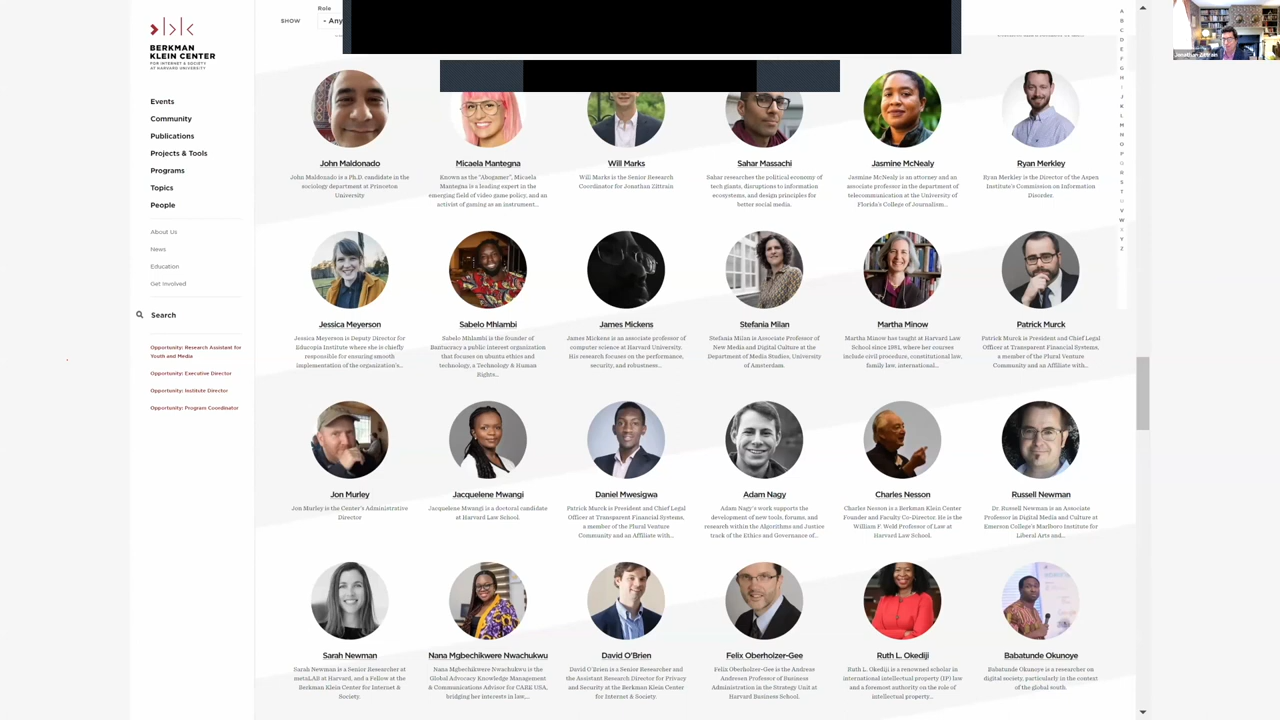 Role
SHOW
- Any
BERKMAN
KLEIN CENTER
FOR INTERNET & SOCIETY
AT HARVARD UNIVERSITY
Events
Community
Publications
Projects & Tools
Programs
Topics
People
About Us
News
Education
Get Involved
Search
Opportunity: Research Assistant for
Youth and Media
Opportunity: Executive Director
Opportunity: Institute Director
Opportunity: Program Coordinator
John Maldonado
John Maldonado is a Ph.D. candidate in the
sociology department at Princeton
University
Micaela Mantegna
Known as the "Abogamer", Micaela
Mantegna is a leading expert in the
emerging field of video game policy, and an
activist of gaming as an instrument...
Will Marks
Will Marks is the Senior Research
Coordinator for Jonathan Zittrain
Sahar Massachi
Sahar researches the political economy of
tech giants, disruptions to information
ecosystems, and design principles for
better social media.
Jasmine McNealy
Jasmine McNealy is an attorney and an
associate professor in the department of
telecommunication at the University of
Florida's College of Journalism...
Ryan Merkley
Ryan Merkley is the Director of the Aspen
Institute's Commission on Information
Disorder.
Jessica Meyerson
Jessica Meyerson is Deputy Director for
Educopia Institute where she is chiefly
responsible for ensuring smooth
implementation of the organization's...
Sabelo Mhlambi
Sabelo Mhlambi is the founder of
Bantucracy a public interest organization
that focuses on ubuntu ethics and
technology, a Technology & Human
Rights...
James Mickens
James Mickens is an associate professor of
computer science at Harvard University.
His research focuses on the performance,
security, and robustness...
Stefania Milan
Stefania Milan is Associate Professor of
New Media and Digital Culture at the
Department of Media Studies, University
of Amsterdam.
Martha Minow
Martha Minow has taught at Harvard Law
School since 1981, where her courses
include civil procedure, constitutional law,
family law, international...
Patrick Murck
Patrick Murck is President and Chief Legal
Officer at Transparent Financial Systems,
a member of the Plural Venture
Community and an Affiliate with...
Jon Murley
Jon Murley is the Center's Administrative
Director
Jacquelene Mwangi
Jacquelene Mwangi is a doctoral candidate
at Harvard Law School.
Daniel Mwesigwa
Patrick Murck is President and Chief Legal
Officer at Transparent Financial Systems,
a member of the Plural Venture
Community and an Affiliate with...
Adam Nagy
Adam Nagy's work supports the
development of new tools, forums, and
research within the Algorithms and Justice
track of the Ethics and Governance of...
Charles Nesson
Charles Nesson is a Berkman Klein Center
Founder and Faculty Co-Director. He is the
William F. Weld Professor of Law at
Harvard Law School.
Russell Newman
Dr. Russell Newman is an Associate
Professor in Digital Media and Culture at
Emerson College's Marlboro Institute for
Liberal Arts and...
Sarah Newman
Sarah Newman is a Senior Researcher at
metaLAB at Harvard, and a Fellow at the
Berkman Klein Center for Internet &
Society.
Nana Mgbechikwere Nwachukwu
Nana Mgbechikwere Nwachukwu is the
Global Advocacy Knowledge Management
& Communications Advisor for CARE USA,
bridging her interests in law...
David O'Brien
David O'Brien is a Senior Researcher and
the Assistant Research Director for Privacy
and Security at the Berkman Klein Center
for Internet & Society.
Felix Oberholzer-Gee
Felix Oberholzer-Gee is the Andreas
Andresen Professor of Business
Administration in the Strategy Unit at
Harvard Business School.
Ruth L. Okediji
Ruth L. Okediji is a renowned scholar in
international intellectual property (IP) law
and a foremost authority on the role of
intellectual property...
Babatunde Okunoye
Babatunde Okunoye is a researcher on
digital society, particularly in the context
of the global south.
A
B
C
D
E
F
G
H
I
J
K
L
M
N
O
P
Q
R
S
T
U
V
W
X
Y
Z
Jonathan Zittrain